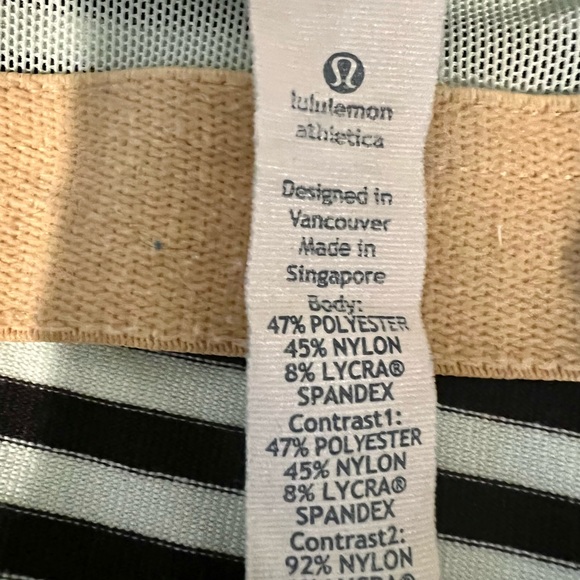 lululemon
athletica
Designed in
Vancouver
Made in
Singapore
Body:
47% POLYESTER
45% NYLON
8% LYCRA®
SPANDEX
Contrast1:
47% POLYESTER
45% NYLON
8% LYCRA®
SPANDEX
Contrast2:
92% NYLON